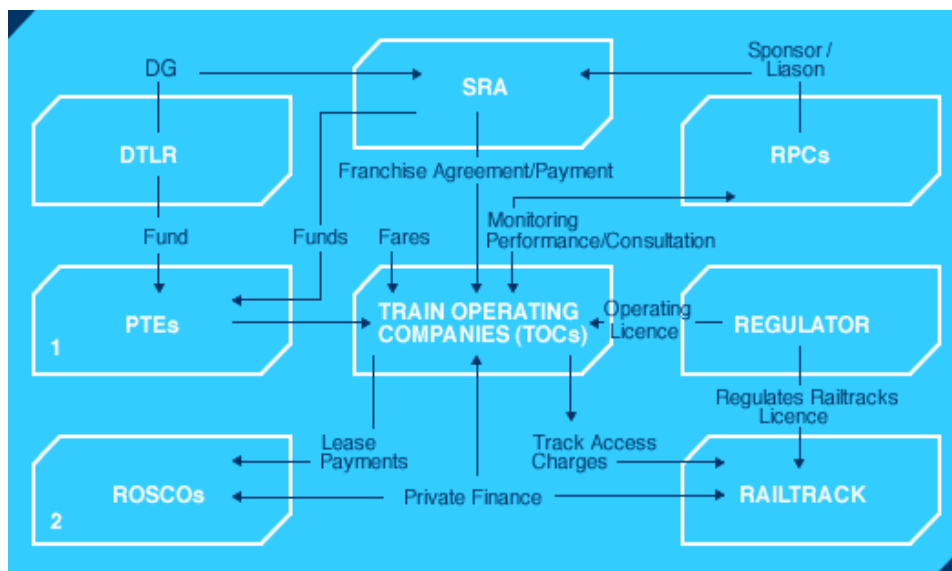 DG
SRA
Sponsor /
Liason
DTLR
RPCs
Franchise Agreement/Payment
Fund
Funds
Fares
Monitoring
Performance/Consultation
PTEs
1
TRAIN OPERATING
COMPANIES (TOCs)
Operating
Licence
REGULATOR
Regulates Railtracks
Licence
Lease
Payments
Track Access
Charges
ROSCOs
2
Private Finance
RAILTRACK